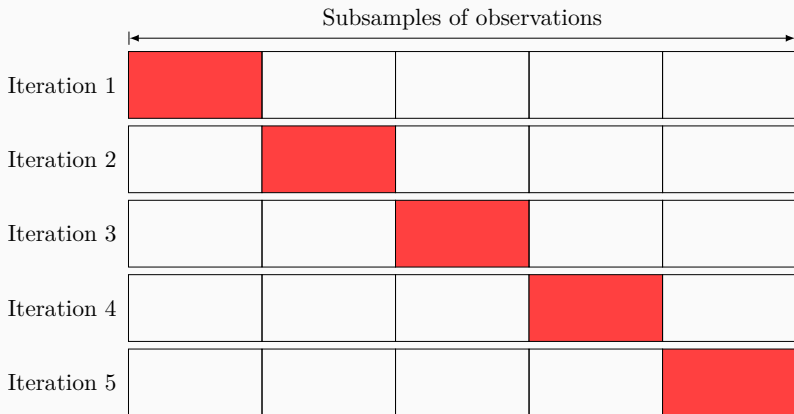 Subsamples of observations
Iteration 1
Iteration 2
Iteration 3
Iteration 4
Iteration 5